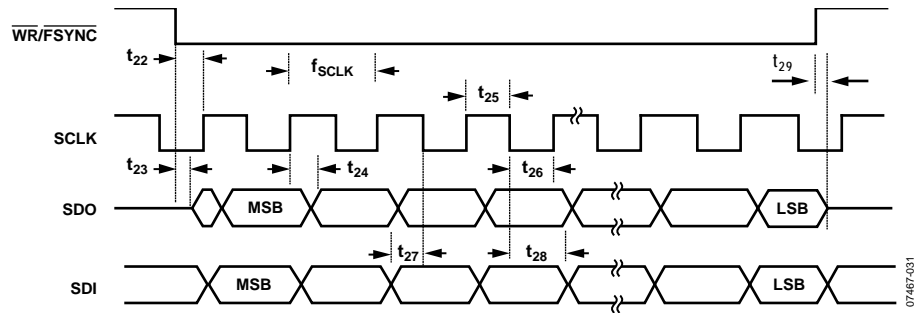 WR/FSYNC
t22
fSCLK
t25
t29
SCLK
t23
t24
t26
SDO
MSB
LSB
t27
t28
SDI
MSB
LSB
07467-031